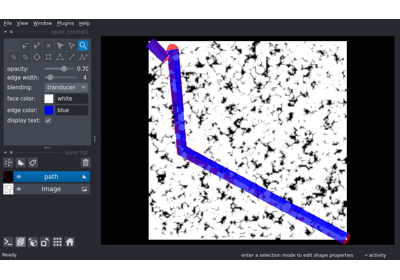 File View Window Plugins Help
layer controls
opacity: 0.70
edge width: 4
blending: translucen
face color: white
edge color: blue
display text:
layer list
path
Image
Ready enter a selection mode to edit shape properties activity